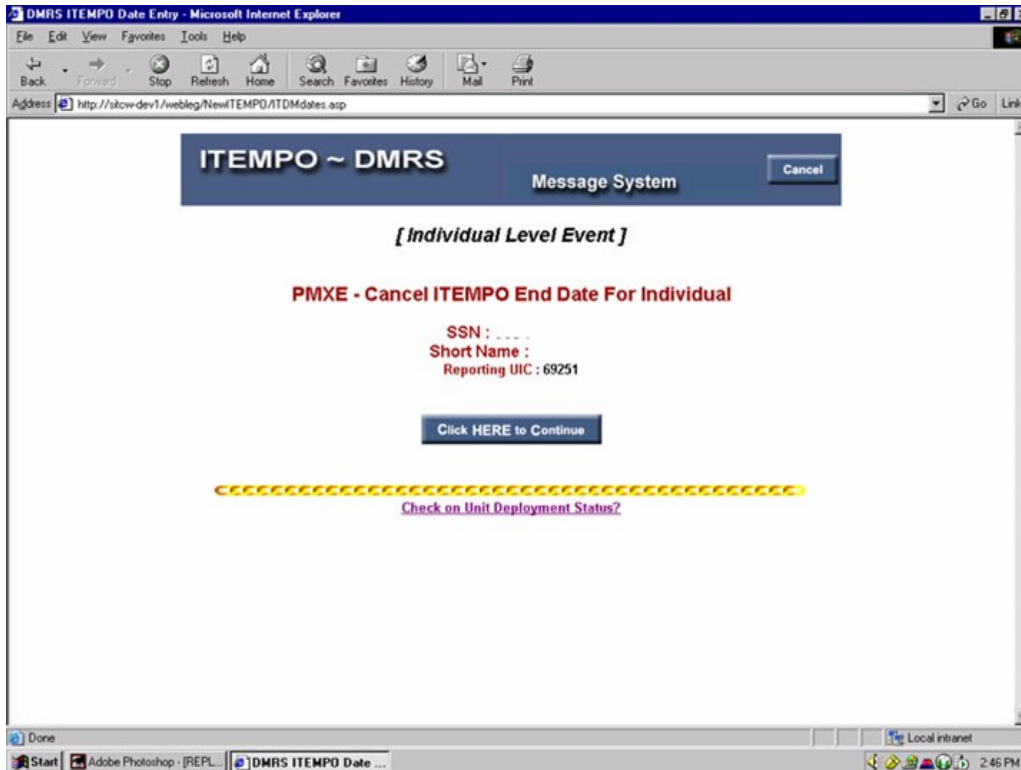 DMRS ITEMPO Date Entry - Microsoft Internet Explorer
File Edit View Favorites Tools Help
Back Forward Stop Refresh Home Search Favorites History Mail Print
Address http://sitcw-dev1/webleg/NewITEMPO/ITDMdates.asp Go Link
ITEMPO ~ DMRS
Message System
Cancel
[ Individual Level Event ]
PMXE - Cancel ITEMPO End Date For Individual
SSN :
Short Name :
Reporting UIC : 69251
Click HERE to Continue
Check on Unit Deployment Status?
Done Local intranet
Start Adobe Photoshop - [REPL... DMRS ITEMPO Date ... 2:46 PM